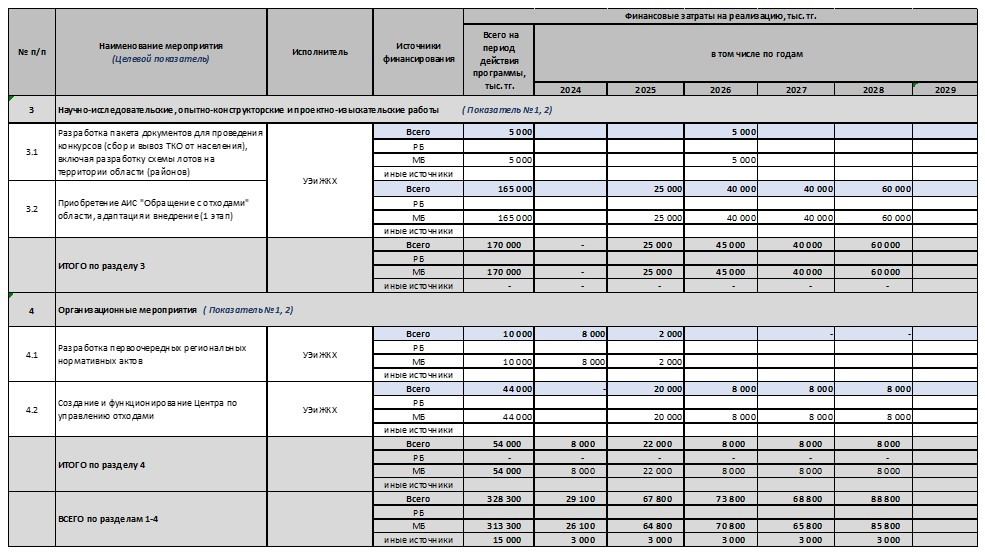 Финансовые затраты на реализацию, тыс. тг.
№ п/п Наименование мероприятия Исполнитель Источники Всего на в том числе по годам
(Целевой показатель) финансирования период
действия
программы,
тыс. тг.
2024 2025 2026 2027 2028 2029
3 Научно-исследовательские, опытно-конструкторские и проектно-изыскательские работы ( Показатель №1, 2)
3.1 Разработка пакета документов для проведения Всего 5 000 5 000
конкурсов (сбор и вывоз ТКО от населения), РБ
включая разработку схемы лотов на МБ 5 000 5 000
территории области (районов) иные источники
УЭиЖКХ
3.2 Приобретение АИС "Обращение с отходами" Всего 165 000 25 000 40 000 40 000 60 000
области, адаптация и внедрение (1 этап) РБ
МБ 165 000 25 000 40 000 40 000 60 000
иные источники
ИТОГО по разделу 3 Всего 170 000 - 25 000 45 000 40 000 60 000
РБ
МБ 170 000 - 25 000 45 000 40 000 60 000
иные источники - - - - - -
4 Организационные мероприятия ( Показатель №1, 2)
4.1 Разработка первоочередных региональных УЭиЖКХ Всего 10 000 8 000 2 000 - -
нормативных актов РБ
МБ 10 000 8 000 2 000
иные источники
4.2 Создание и функционирование Центра по УЭиЖКХ Всего 44 000 - 20 000 8 000 8 000 8 000
управлению отходами РБ
МБ 44 000 20 000 8 000 8 000 8 000
иные источники
ИТОГО по разделу 4 Всего 54 000 8 000 22 000 8 000 8 000 8 000
РБ - - - - - -
МБ 54 000 8 000 22 000 8 000 8 000 8 000
иные источники
ВСЕГО по разделам 1-4 Всего 328 300 29 100 67 800 73 800 68 800 88 800
РБ
МБ 313 300 26 100 64 800 70 800 65 800 85 800
иные источники 15 000 3 000 3 000 3 000 3 000 3 000